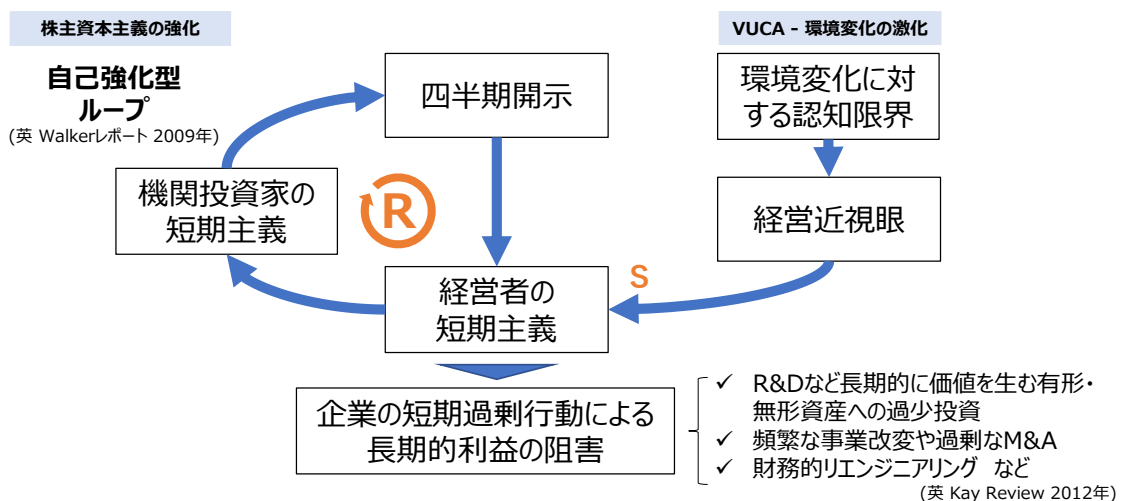 株主資本主義の強化
VUCA - 環境変化の激化
自己強化型
ループ
(英 Walkerレポート 2009年)
四半期開示
環境変化に対
する認知限界
機関投資家の
短期主義
R
経営近視眼
S
経営者の
短期主義
企業の短期過剰行動による
長期的利益の阻害
✓ R&Dなど長期的に価値を生む有形・
無形資産への過少投資
✓ 頻繁な事業改変や過剰なM&A
✓ 財務的リエンジニアリング など
(英 Kay Review 2012年)